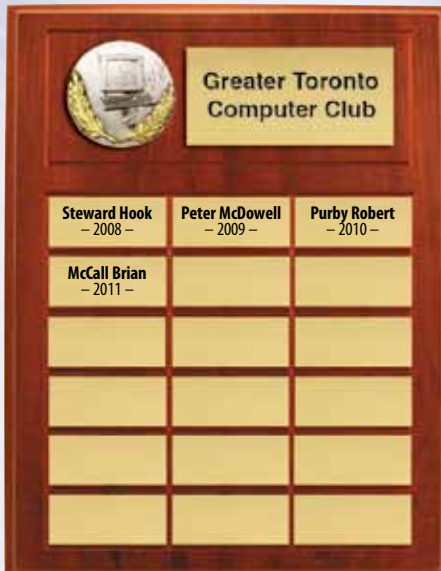 Greater Toronto
Computer Club
Steward Hook
– 2008 –
Peter McDowell
– 2009 –
Purby Robert
– 2010 –
McCall Brian
– 2011 –